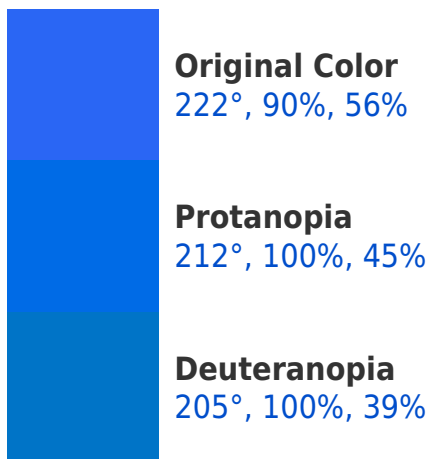 Original Color
222°, 90%, 56%
Protanopia
212°, 100%, 45%
Deuteranopia
205°, 100%, 39%